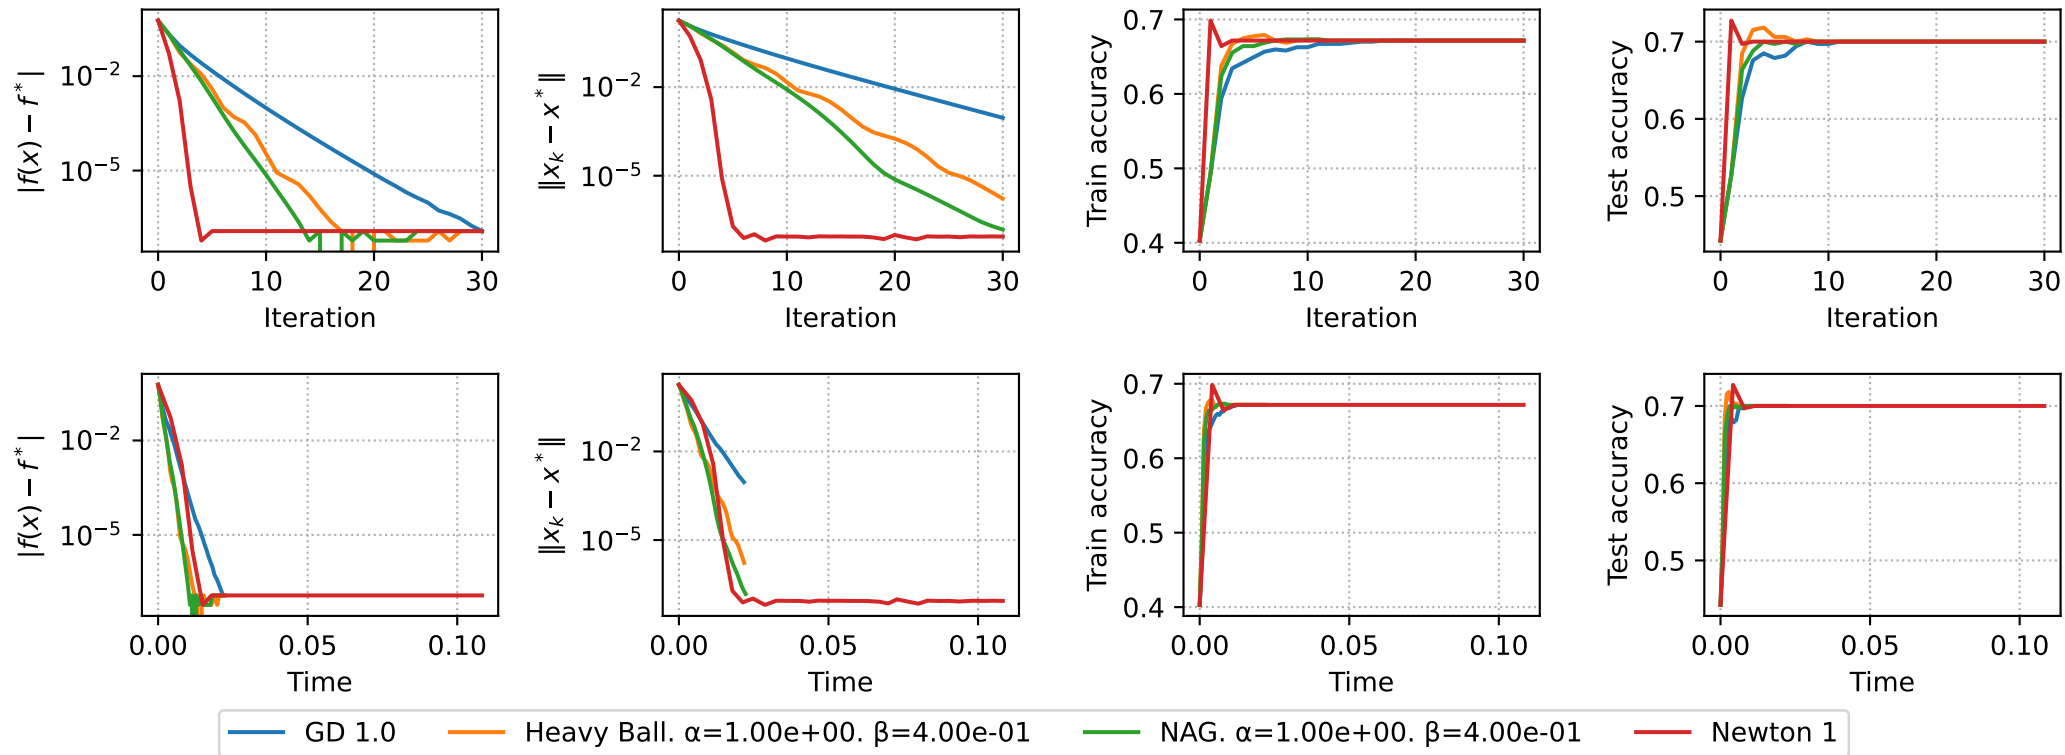 |f(x) − f*|
10⁻²
10⁻⁵
0 10 20 30
Iteration
‖xₖ − x*‖
10⁻²
10⁻⁵
0 10 20 30
Iteration
Train accuracy
0.7
0.6
0.5
0.4
0 10 20 30
Iteration
Test accuracy
0.7
0.6
0.5
0 10 20 30
Iteration
|f(x) − f*|
10⁻²
10⁻⁵
0.00 0.05 0.10
Time
‖xₖ − x*‖
10⁻²
10⁻⁵
0.00 0.05 0.10
Time
Train accuracy
0.7
0.6
0.5
0.4
0.00 0.05 0.10
Time
Test accuracy
0.7
0.6
0.5
0.00 0.05 0.10
Time
GD 1.0 Heavy Ball. α=1.00e+00. β=4.00e-01 NAG. α=1.00e+00. β=4.00e-01 Newton 1